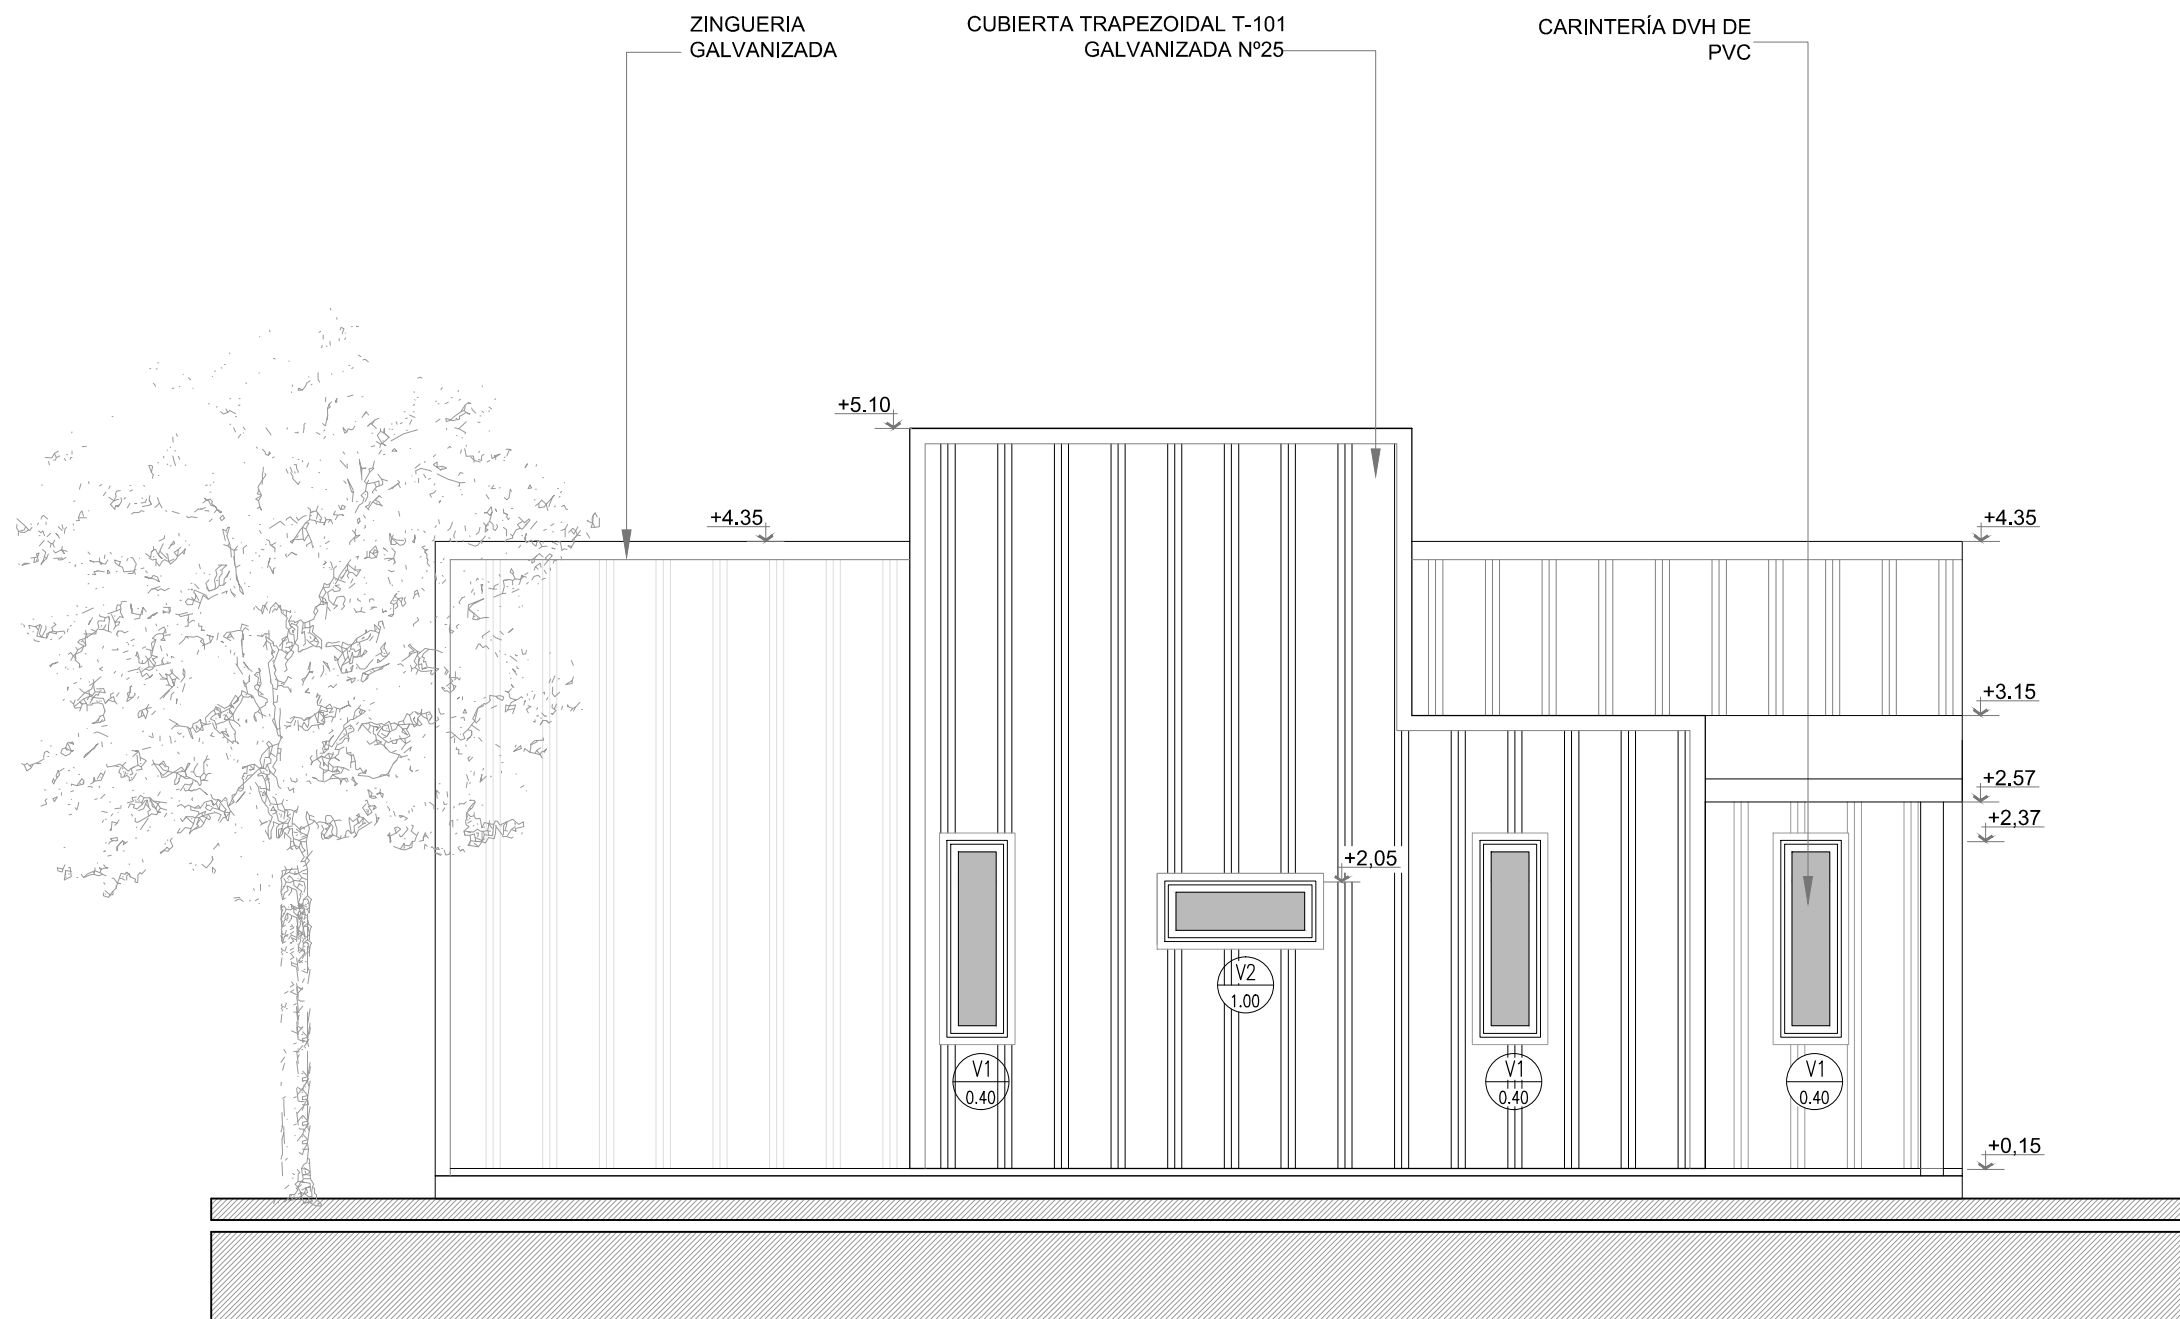 ZINGUERIA
GALVANIZADA
CUBIERTA TRAPEZOIDAL T-101
GALVANIZADA Nº25
CARINTERÍA DVH DE
PVC
+5.10
+4.35
+4.35
+3.15
+2.57
+2,37
+2,05
V2
1.00
V1
0.40
V1
0.40
V1
0.40
+0,15